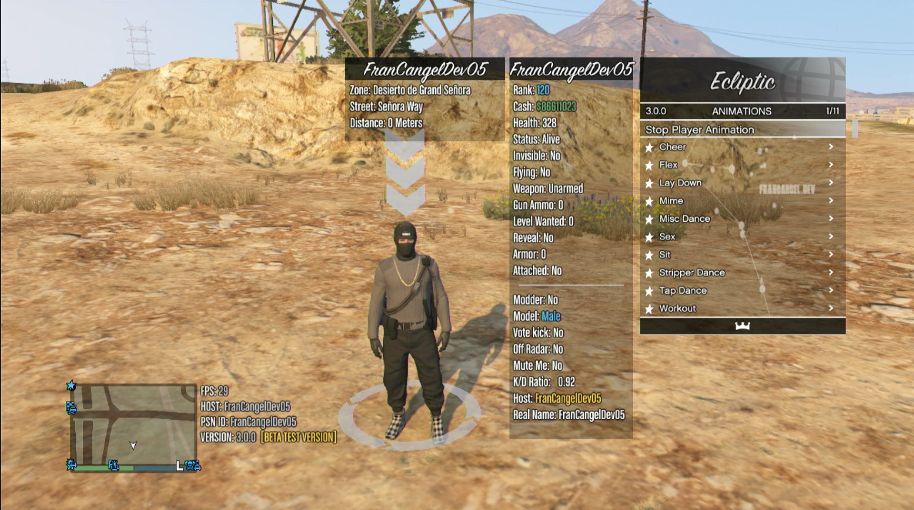 FranCangelDev05
Zone: Desierto de Grand Señora
Street: Señora Way
Distance: 0 Meters
FranCangelDev05
Rank: 120
Cash: $86611023
Health: 328
Status: Alive
Invisible: No
Flying: No
Weapon: Unarmed
Gun Ammo: 0
Level Wanted: 0
Reveal: No
Armor: 0
Attached: No
Modder: No
Model: Male
Vote kick: No
Off Radar: No
Mute Me: No
K/D Ratio: 0.92
Host: FranCangelDev05
Real Name: FranCangelDev05
Ecliptic
3.0.0 ANIMATIONS 1/11
Stop Player Animation
Cheer
Flex
Lay Down
Mime
Misc Dance
Sex
Sit
Stripper Dance
Tap Dance
Workout
FRANCANGEL DEV
FPS: 29
HOST: FranCangelDev05
PSN ID: FranCangelDev05
VERSION: 3.0.0 [BETA TEST VERSION]
L